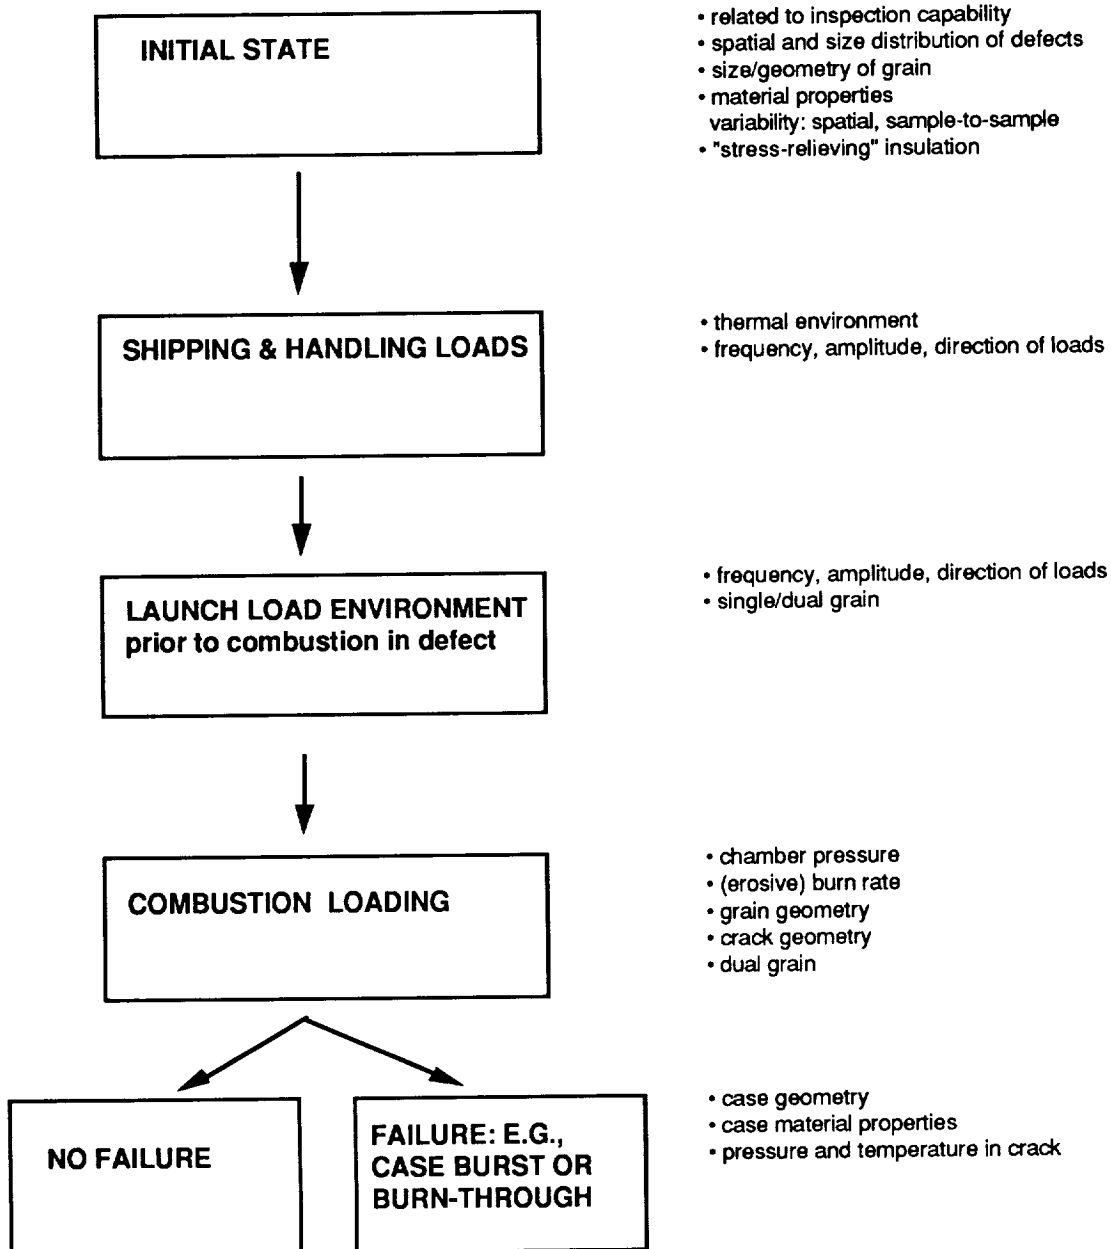 INITIAL STATE
• related to inspection capability
• spatial and size distribution of defects
• size/geometry of grain
• material properties
variability: spatial, sample-to-sample
• "stress-relieving" insulation
SHIPPING & HANDLING LOADS
• thermal environment
• frequency, amplitude, direction of loads
LAUNCH LOAD ENVIRONMENT
prior to combustion in defect
• frequency, amplitude, direction of loads
• single/dual grain
COMBUSTION LOADING
• chamber pressure
• (erosive) burn rate
• grain geometry
• crack geometry
• dual grain
NO FAILURE
FAILURE: E.G.,
CASE BURST OR
BURN-THROUGH
• case geometry
• case material properties
• pressure and temperature in crack